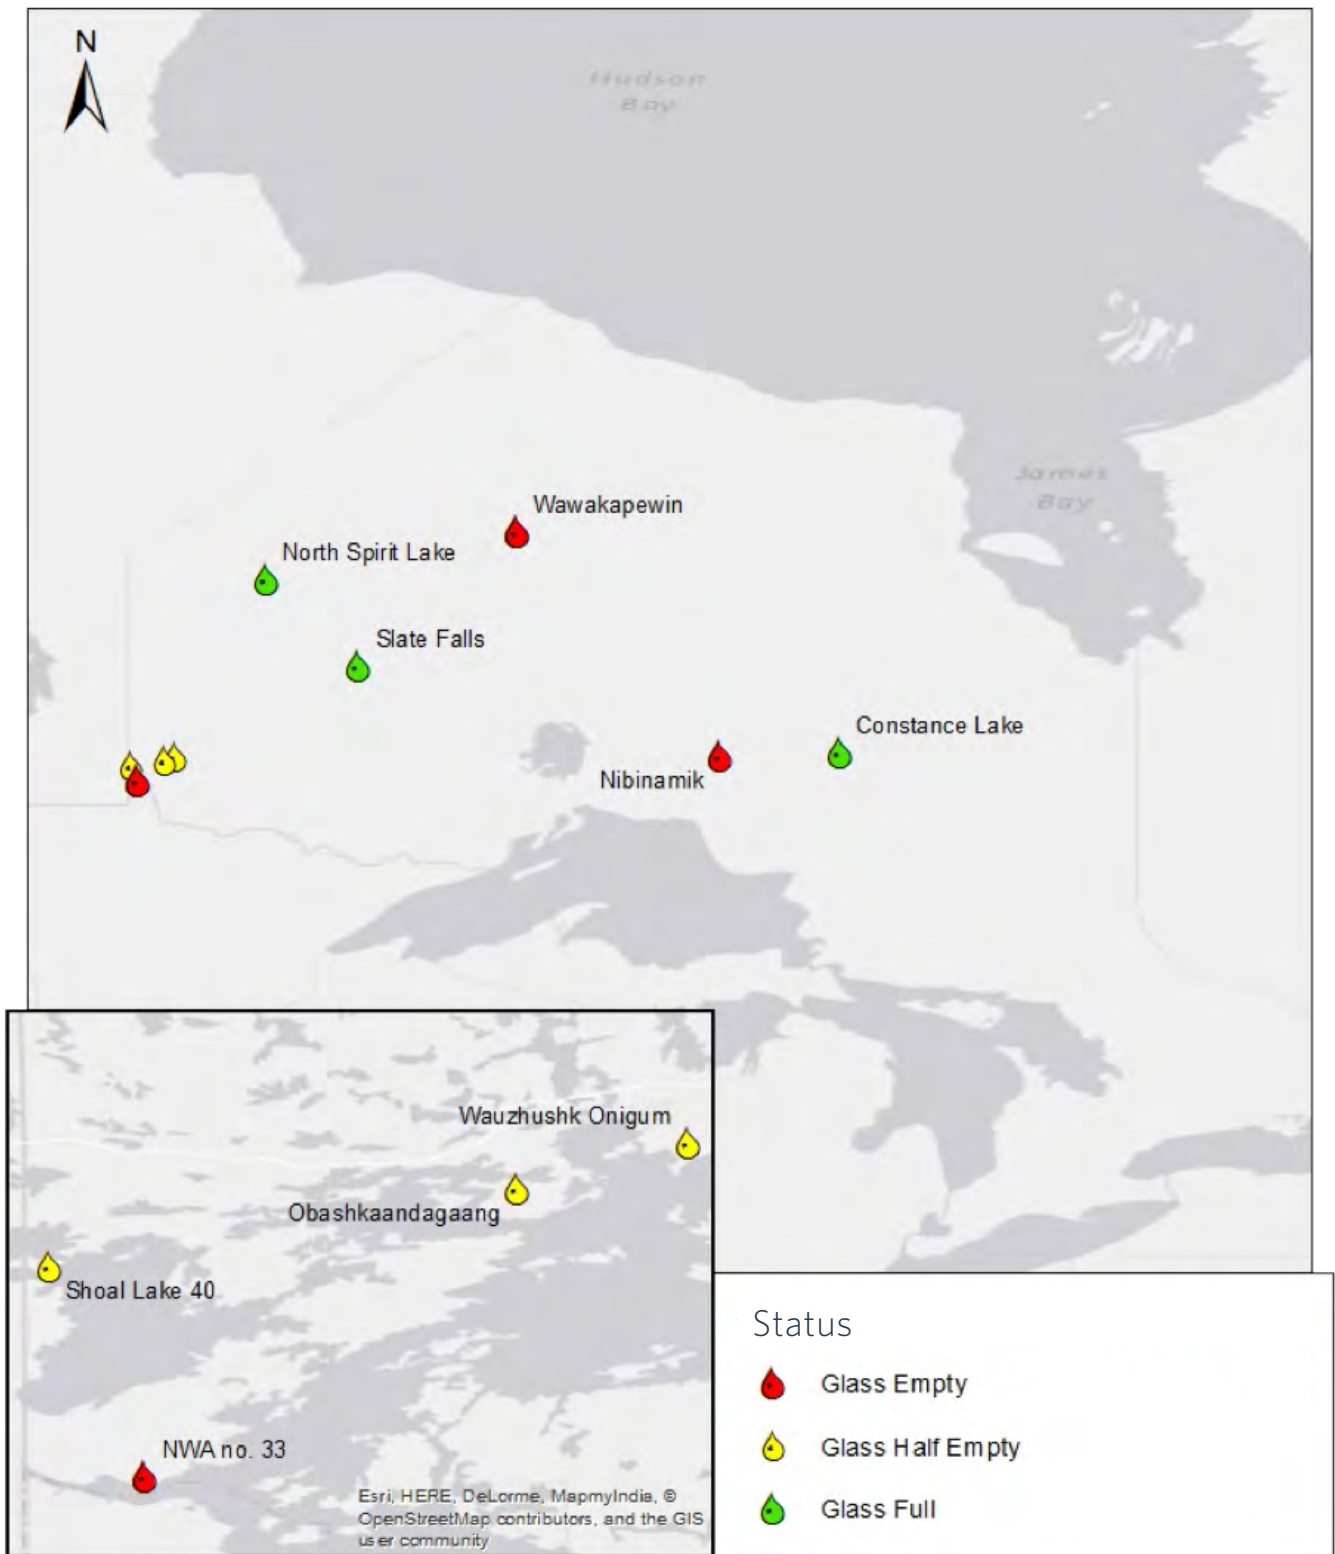 N
Hudson
Bay
James
Bay
Wawakapewin
North Spirit Lake
Slate Falls
Constance Lake
Nibinamik
Wauzhushk Onigum
Obashkaandagaang
Shoal Lake 40
NWA no. 33
Esri, HERE, DeLorme, MapmyIndia, ©
OpenStreetMap contributors, and the GIS
user community
Status
Glass Empty
Glass Half Empty
Glass Full